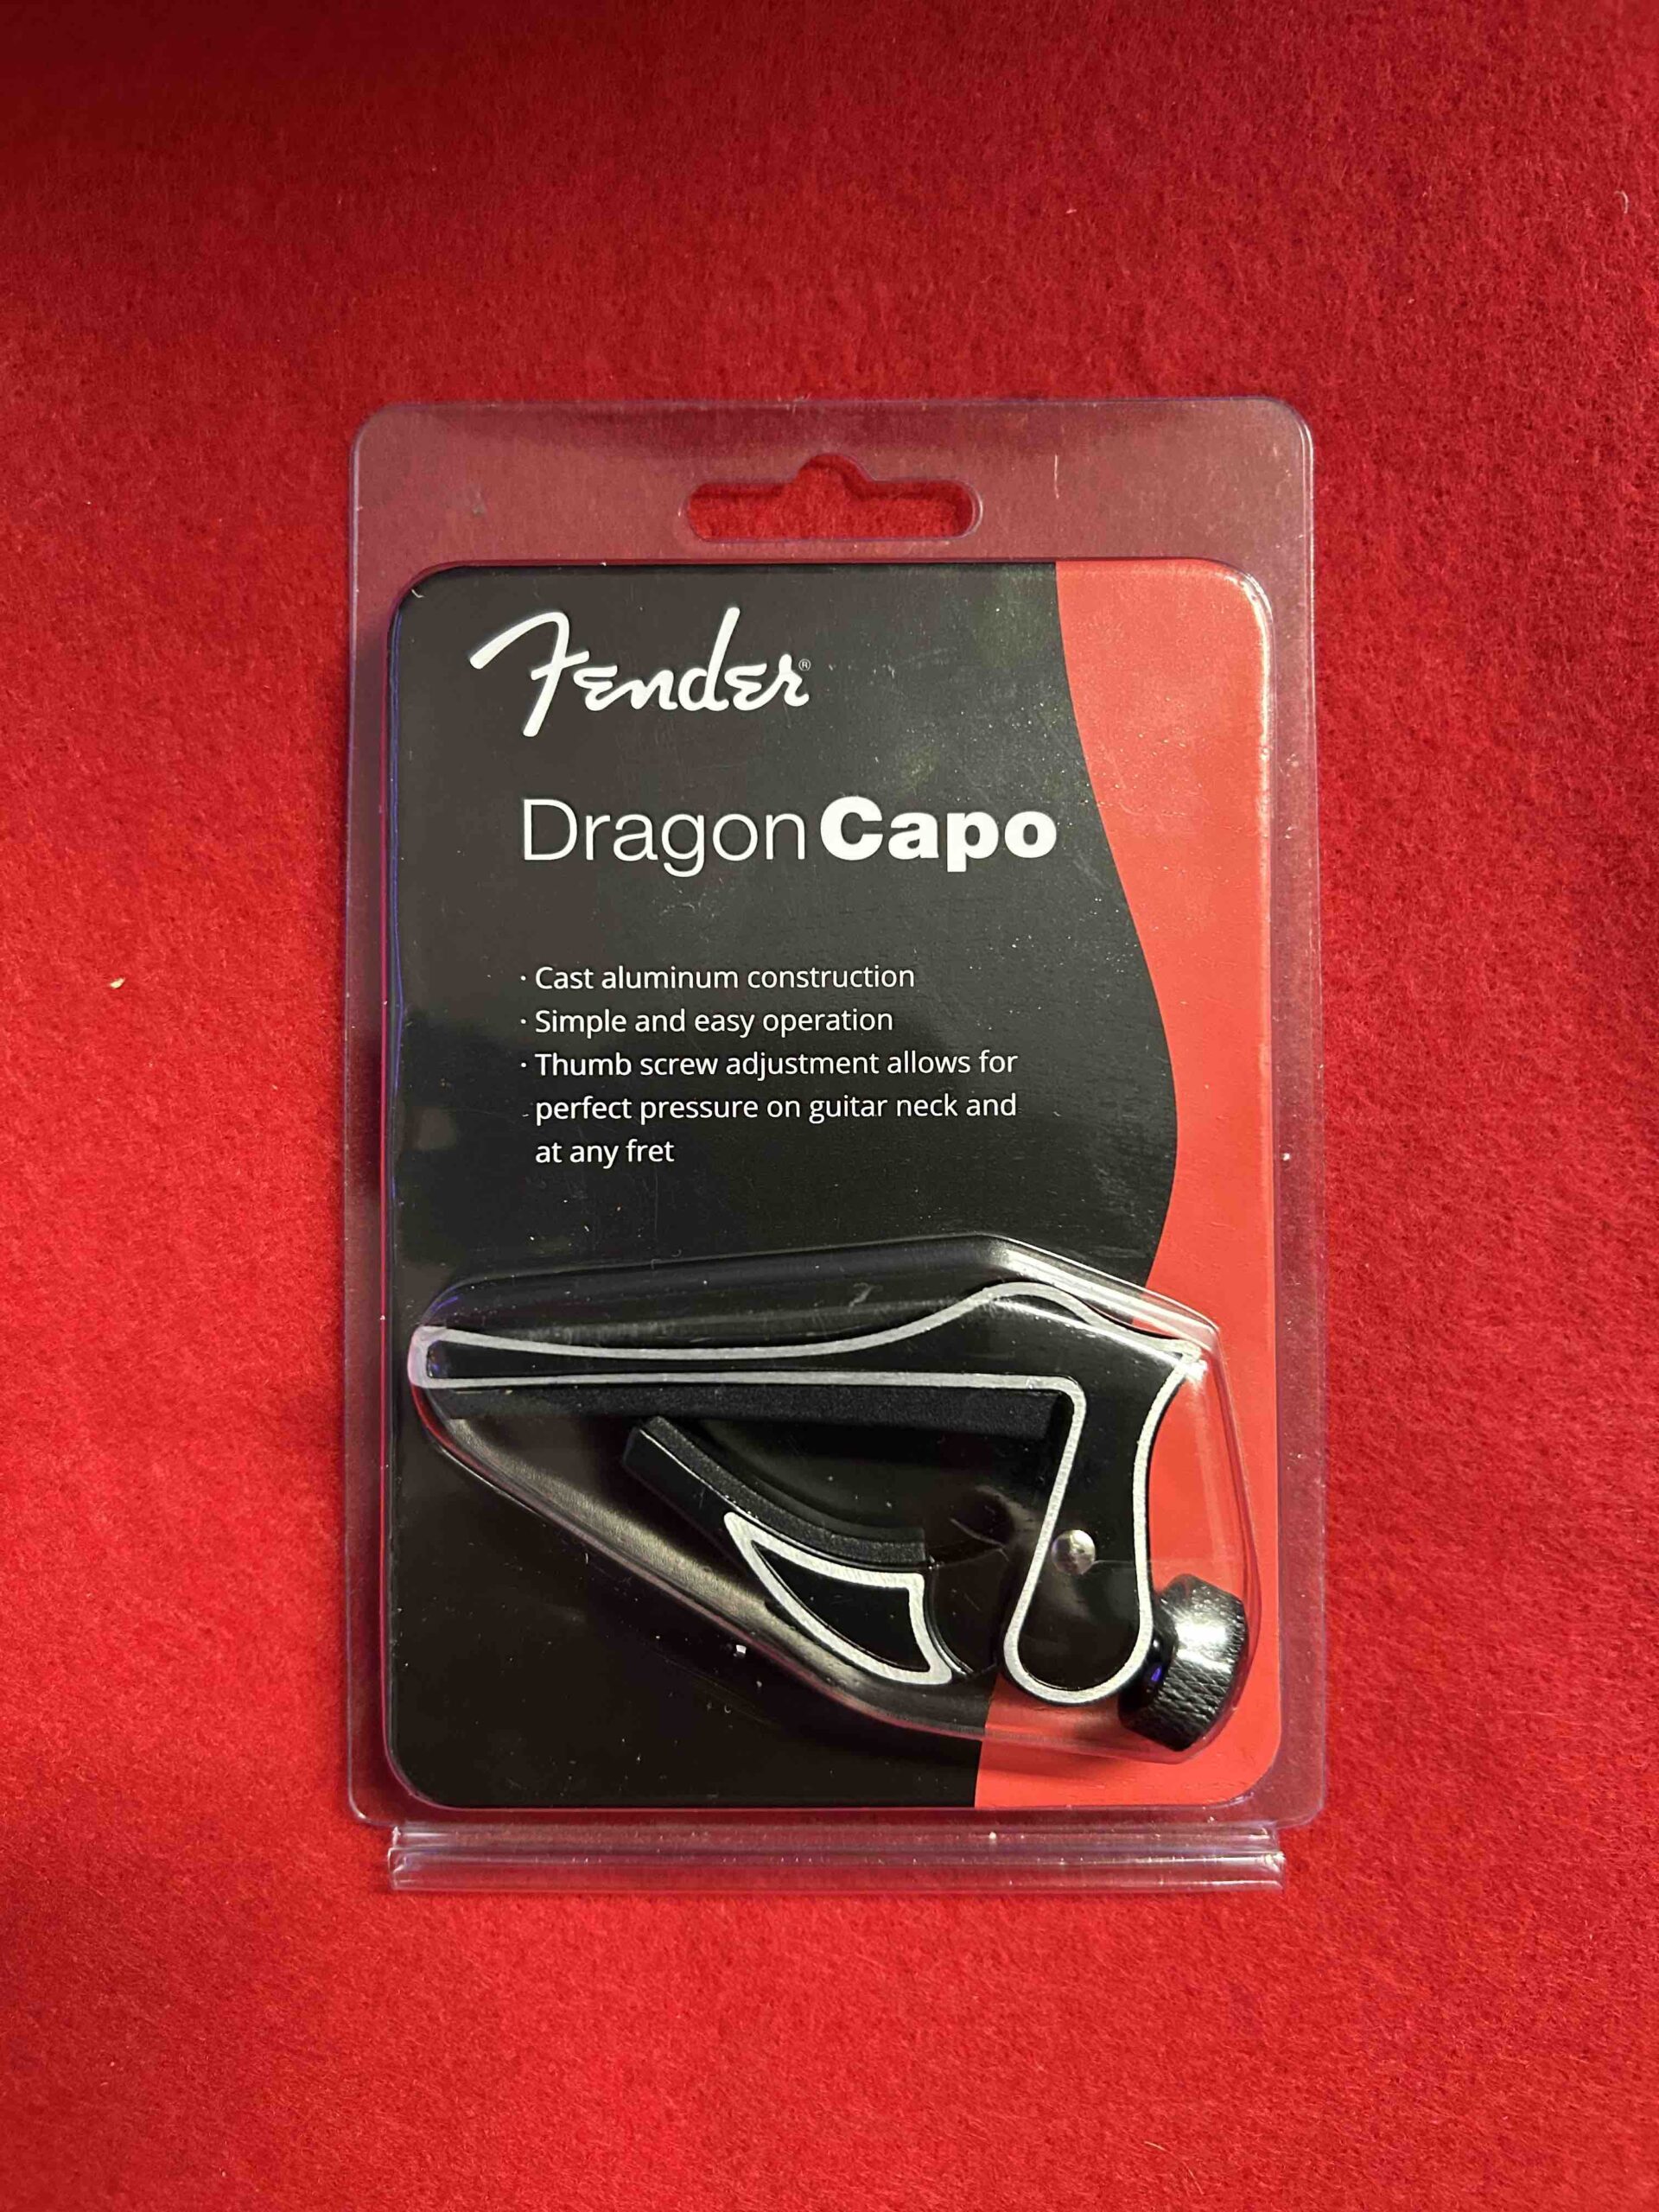 Fender®
Dragon Capo
· Cast aluminum construction
· Simple and easy operation
· Thumb screw adjustment allows for
perfect pressure on guitar neck and
at any fret